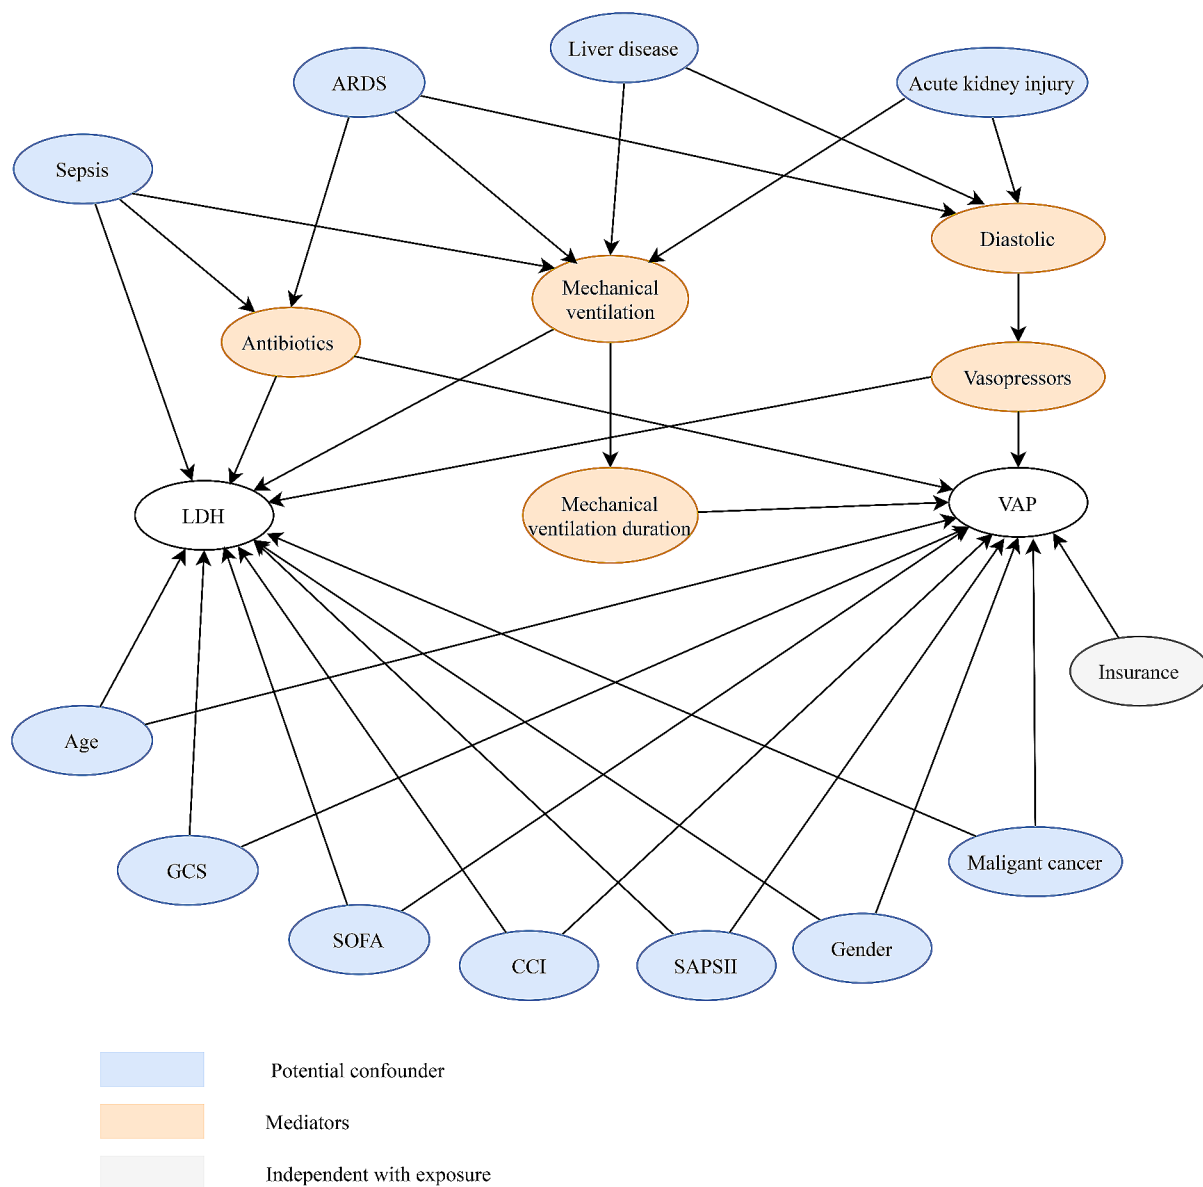 Liver disease
ARDS
Acute kidney injury
Sepsis
Diastolic
Mechanical
ventilation
Antibiotics
Vasopressors
LDH
Mechanical
ventilation duration
VAP
Insurance
Age
GCS
Maligant cancer
SOFA
CCI
SAPSII
Gender
Potential confounder
Mediators
Independent with exposure